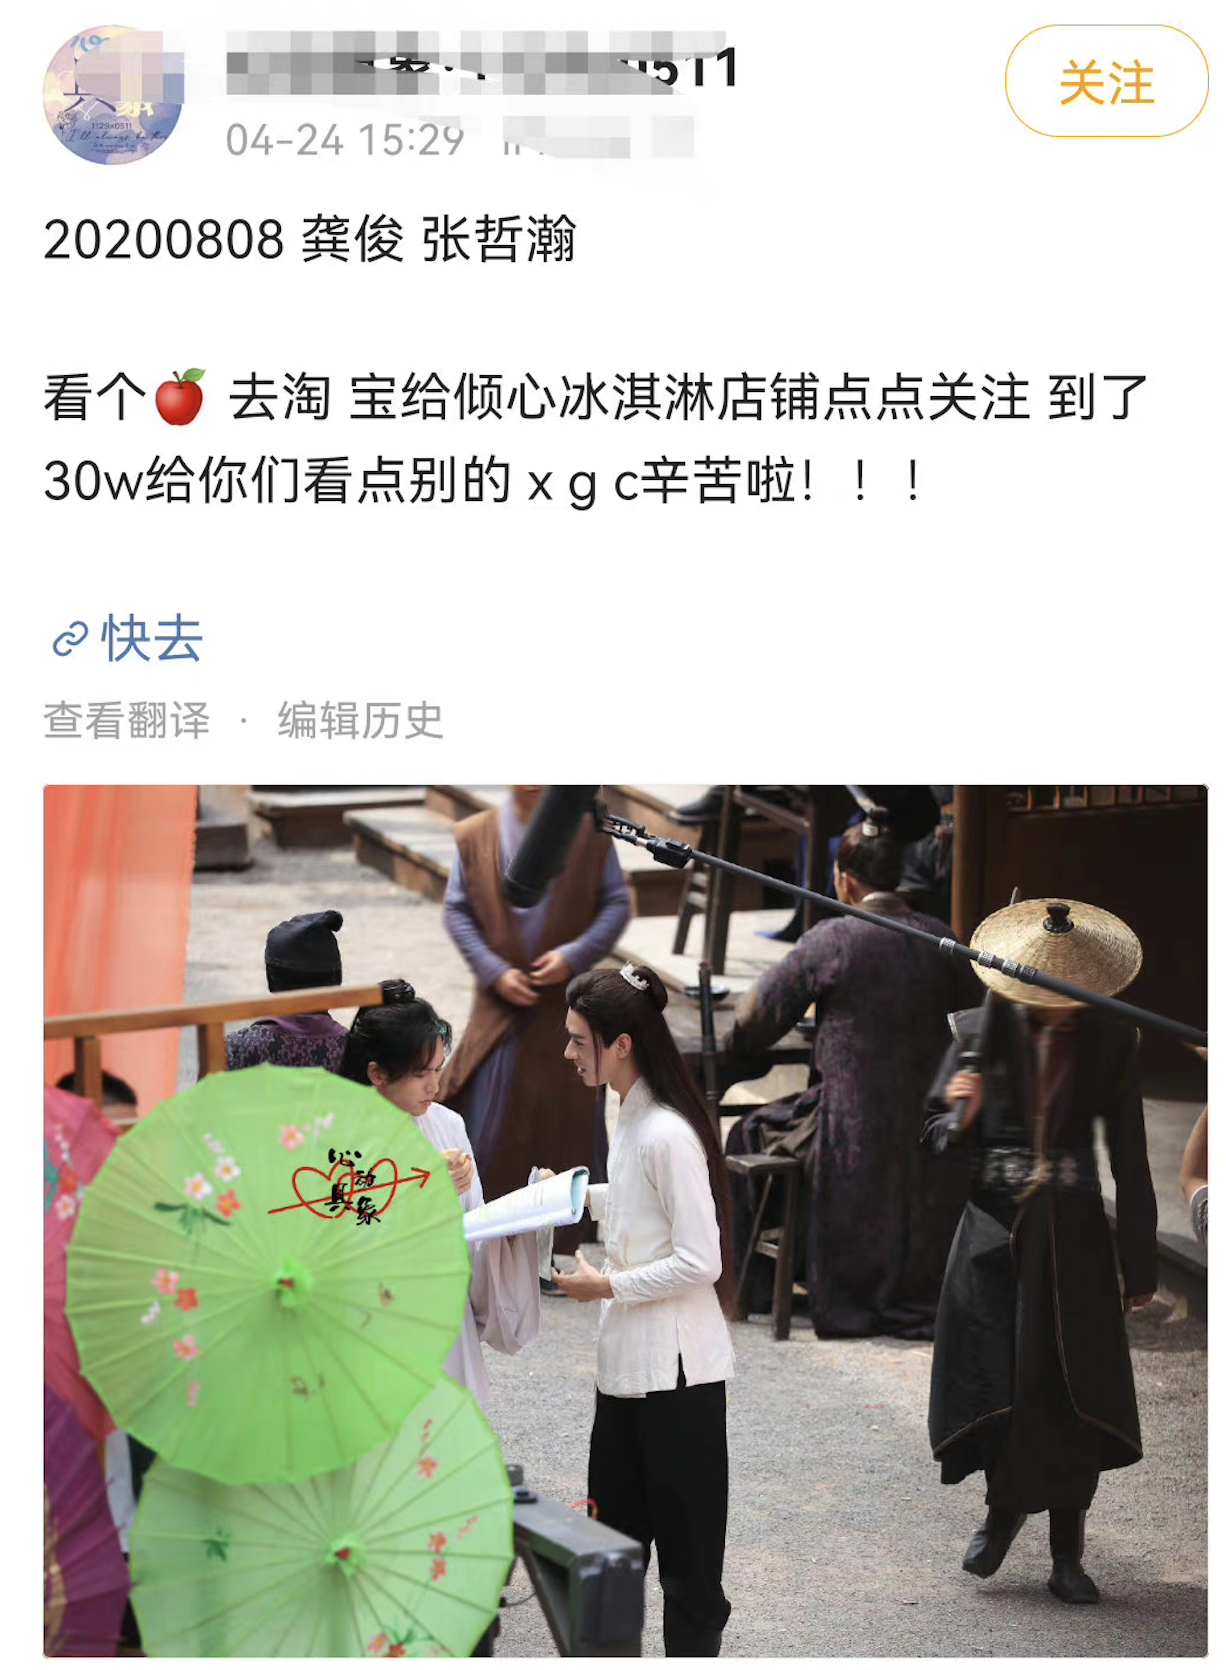 511
04-24 15:29
关注
1129x0511
20200808 龚俊 张哲瀚
看个🍎 去淘 宝给倾心冰淇淋店铺点点关注 到了
30w给你们看点别的 x g c辛苦啦！！！
快去
查看翻译 · 编辑历史
心动
具象